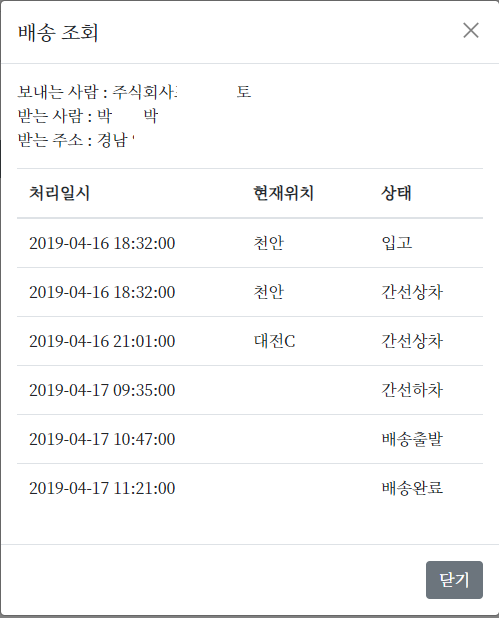 배송 조회
보내는 사람 : 주식회사 토
받는 사람 : 박 박
받는 주소 : 경남
처리일시 현재위치 상태
2019-04-16 18:32:00 천안 입고
2019-04-16 18:32:00 천안 간선상차
2019-04-16 21:01:00 대전C 간선상차
2019-04-17 09:35:00 간선하차
2019-04-17 10:47:00 배송출발
2019-04-17 11:21:00 배송완료
닫기